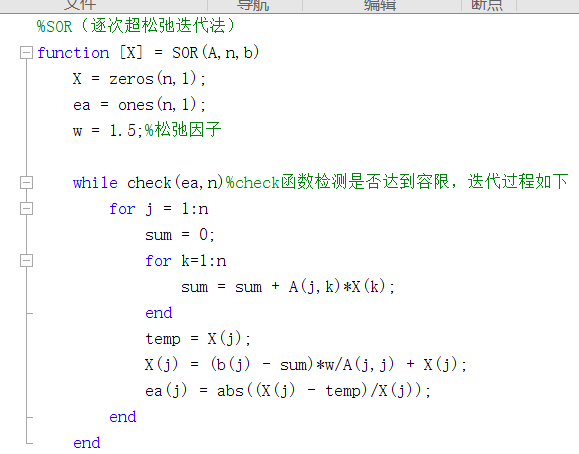 文件 导航 编辑 断点
%SOR（逐次超松弛迭代法）
function [X] = SOR(A,n,b)
X = zeros(n,1);
ea = ones(n,1);
w = 1.5;%松弛因子
while check(ea,n)%check函数检测是否达到容限，迭代过程如下
for j = 1:n
sum = 0;
for k=1:n
sum = sum + A(j,k)*X(k);
end
temp = X(j);
X(j) = (b(j) - sum)*w/A(j,j) + X(j);
ea(j) = abs((X(j) - temp)/X(j));
end
end